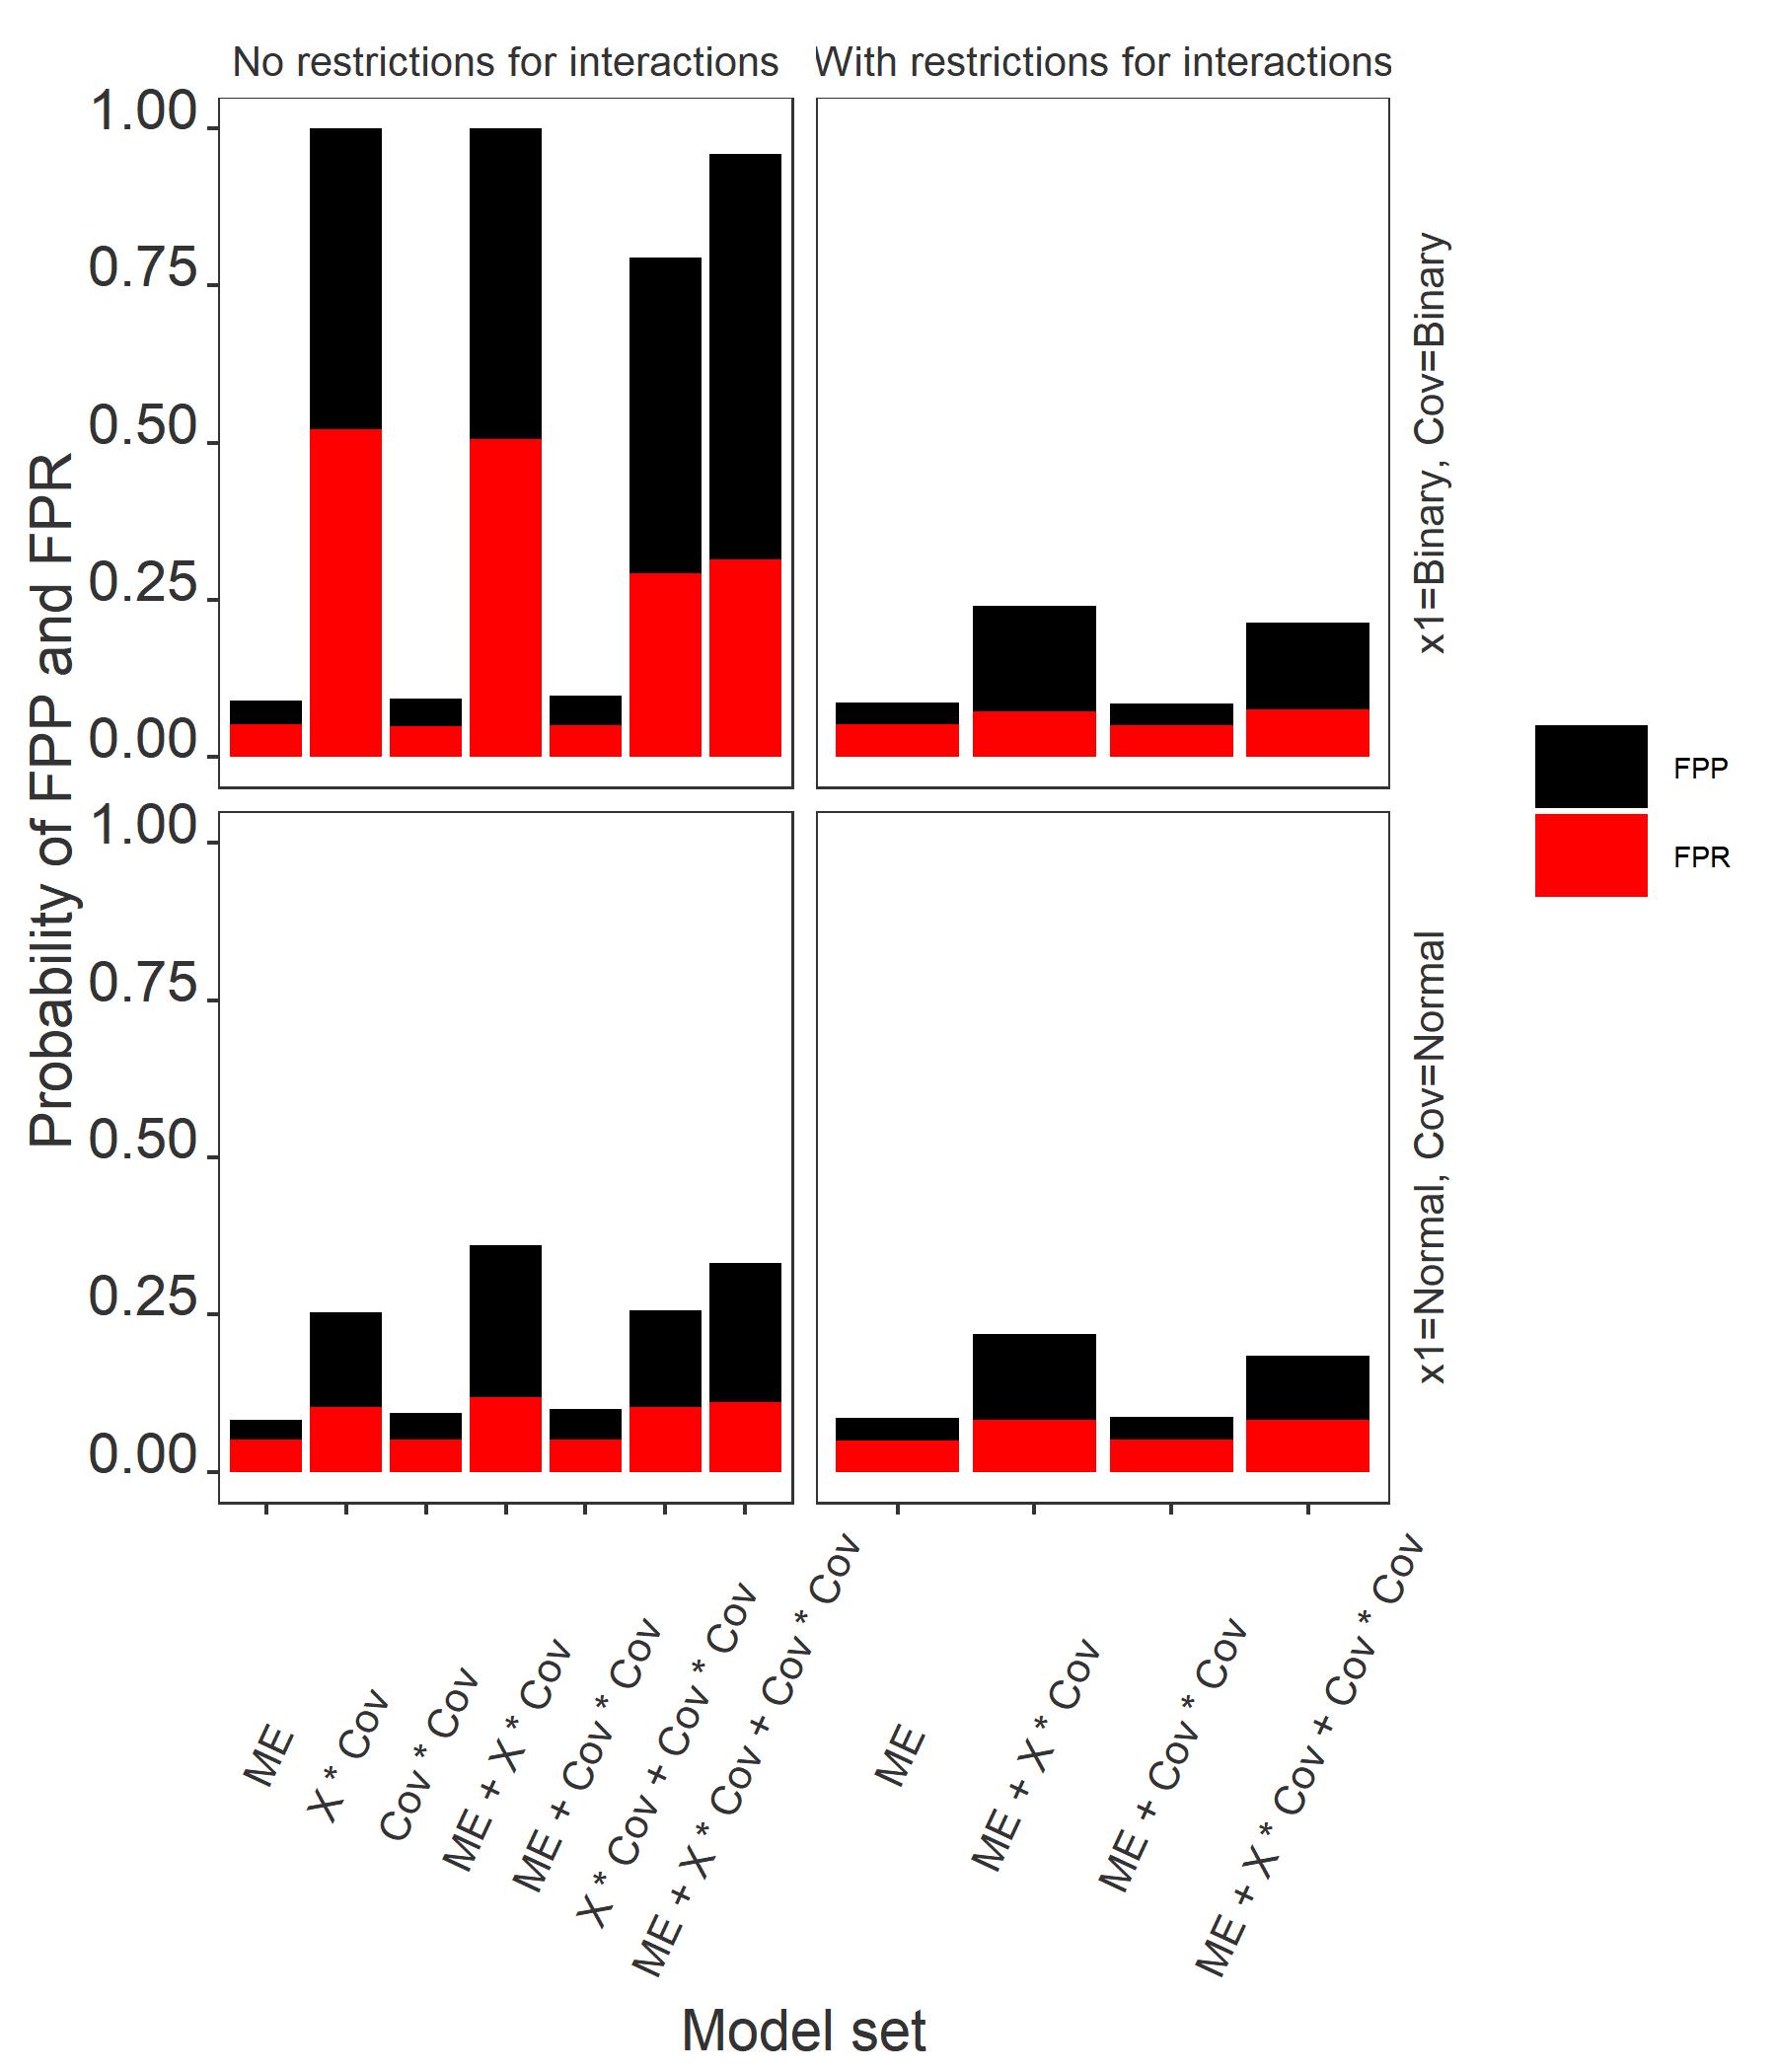 No restrictions for interactions
With restrictions for interactions
Probability of FPP and FPR
1.00
0.75
0.50
0.25
0.00
x1=Binary, Cov=Binary
1.00
0.75
0.50
0.25
0.00
x1=Normal, Cov=Normal
FPP
FPR
ME
X * Cov
Cov * Cov
ME + X * Cov
ME + Cov * Cov
X * Cov + Cov * Cov
ME + X * Cov + Cov * Cov
ME
ME + X * Cov
ME + Cov * Cov
ME + X * Cov + Cov * Cov
Model set